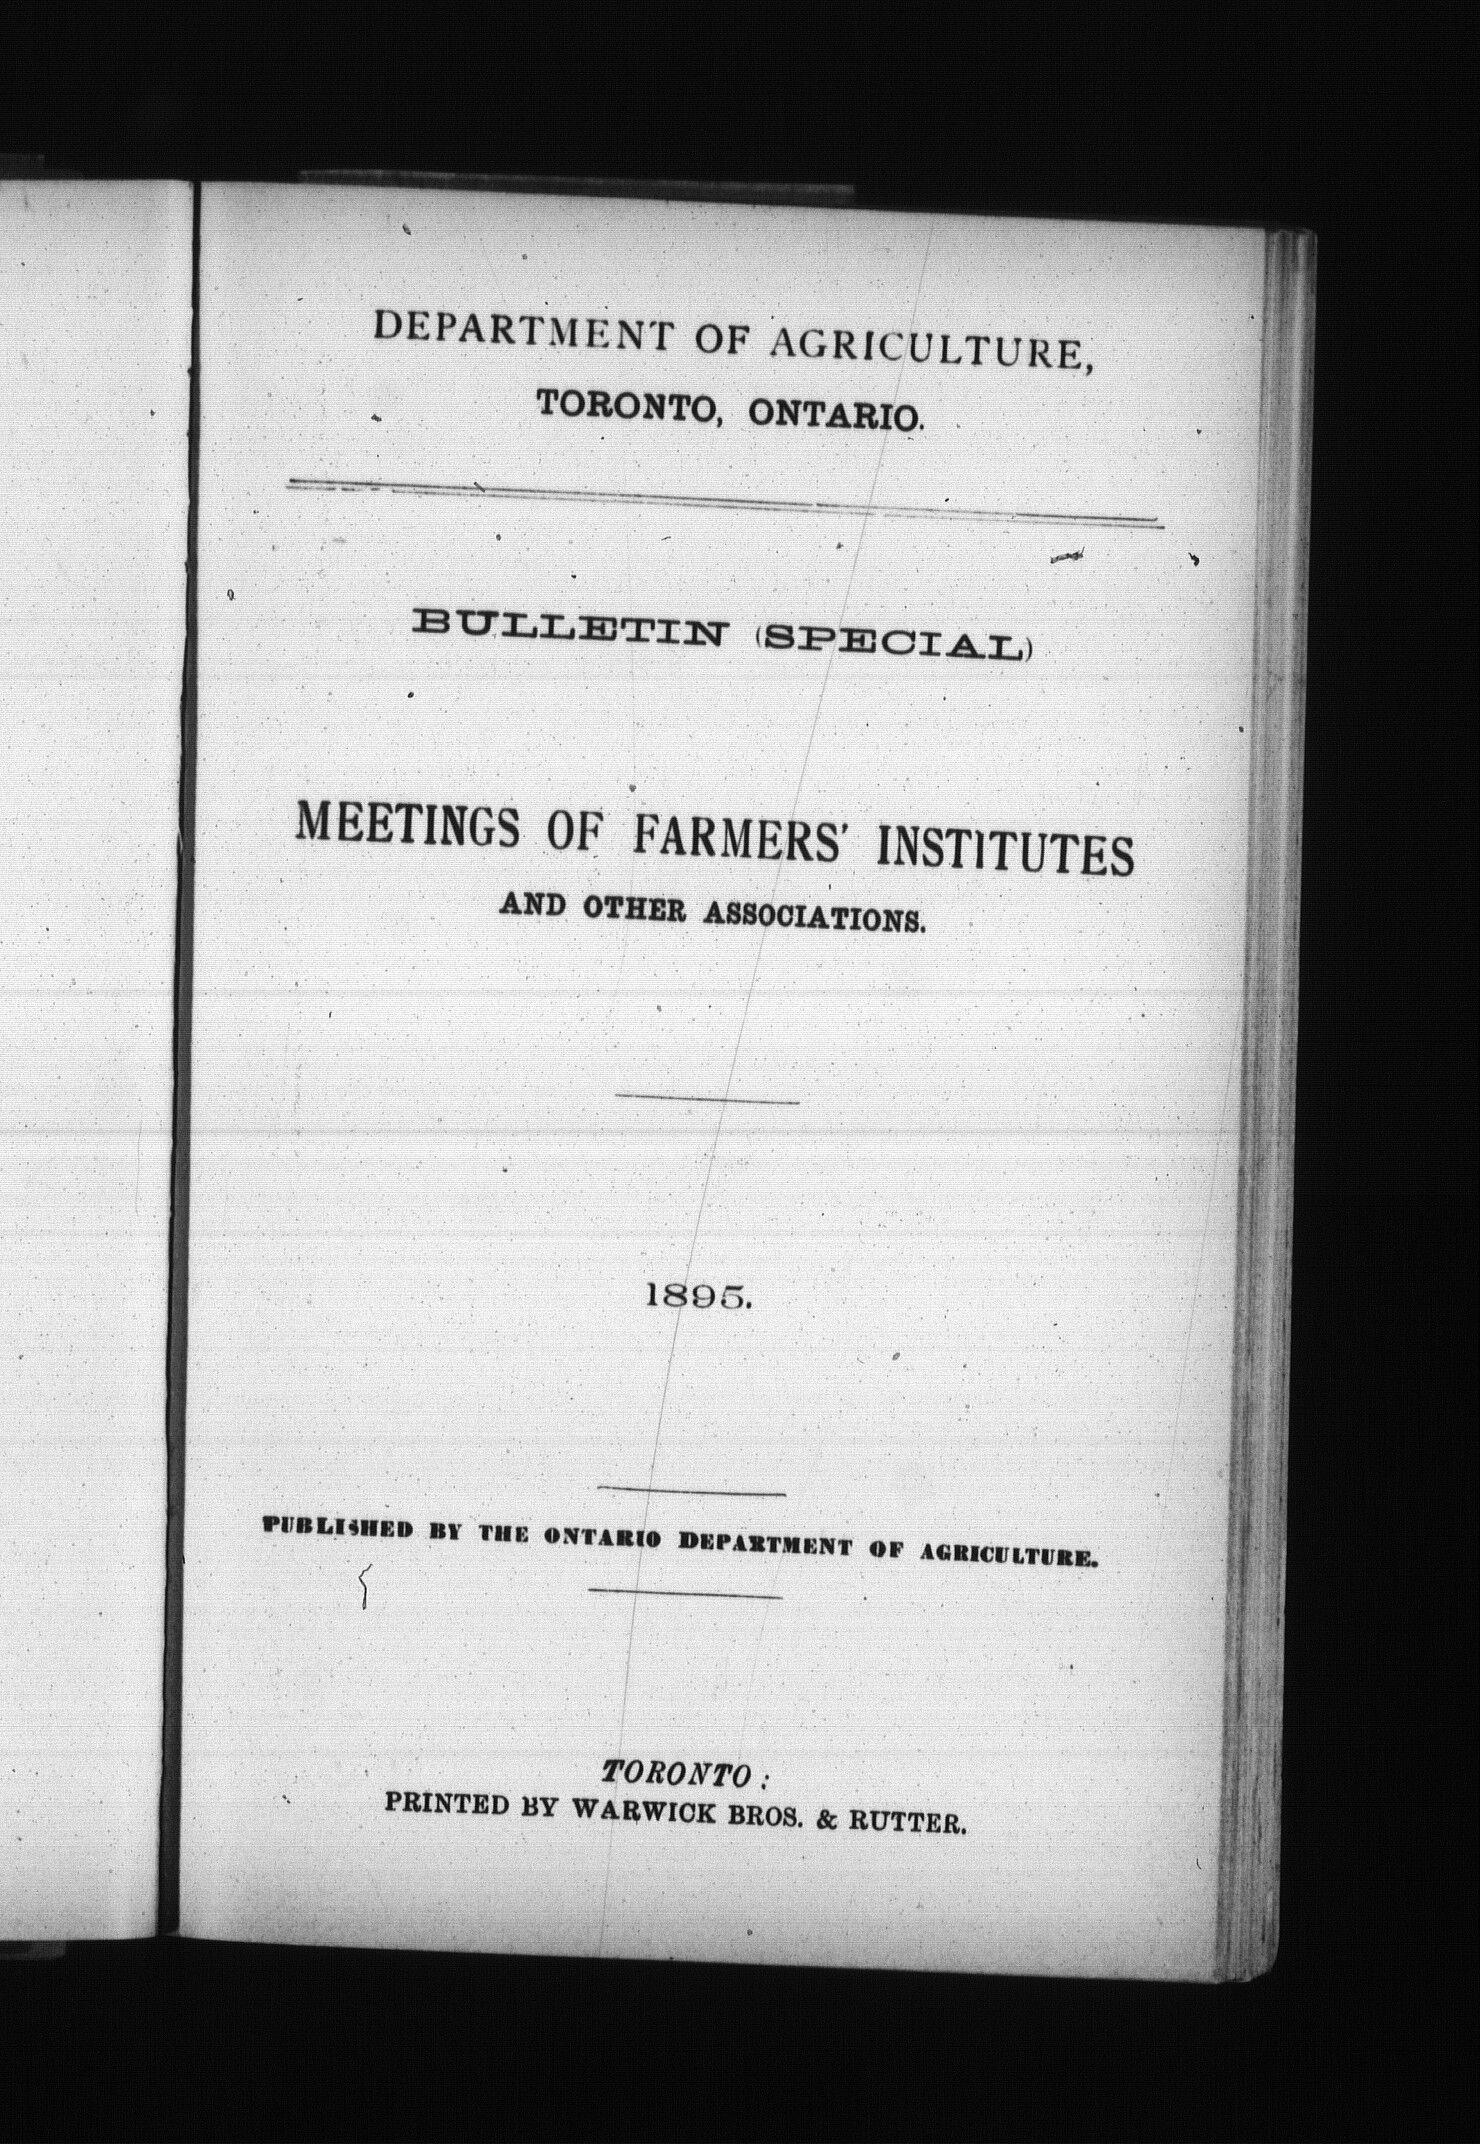 DEPARTMENT OF AGRICULTURE,
TORONTO, ONTARIO.
BULLETIN (SPECIAL)
MEETINGS OF FARMERS' INSTITUTES
AND OTHER ASSOCIATIONS.
1895.
PUBLISHED BY THE ONTARIO DEPARTMENT OF AGRICULTURE.
TORONTO:
PRINTED BY WARWICK BROS. & RUTTER.